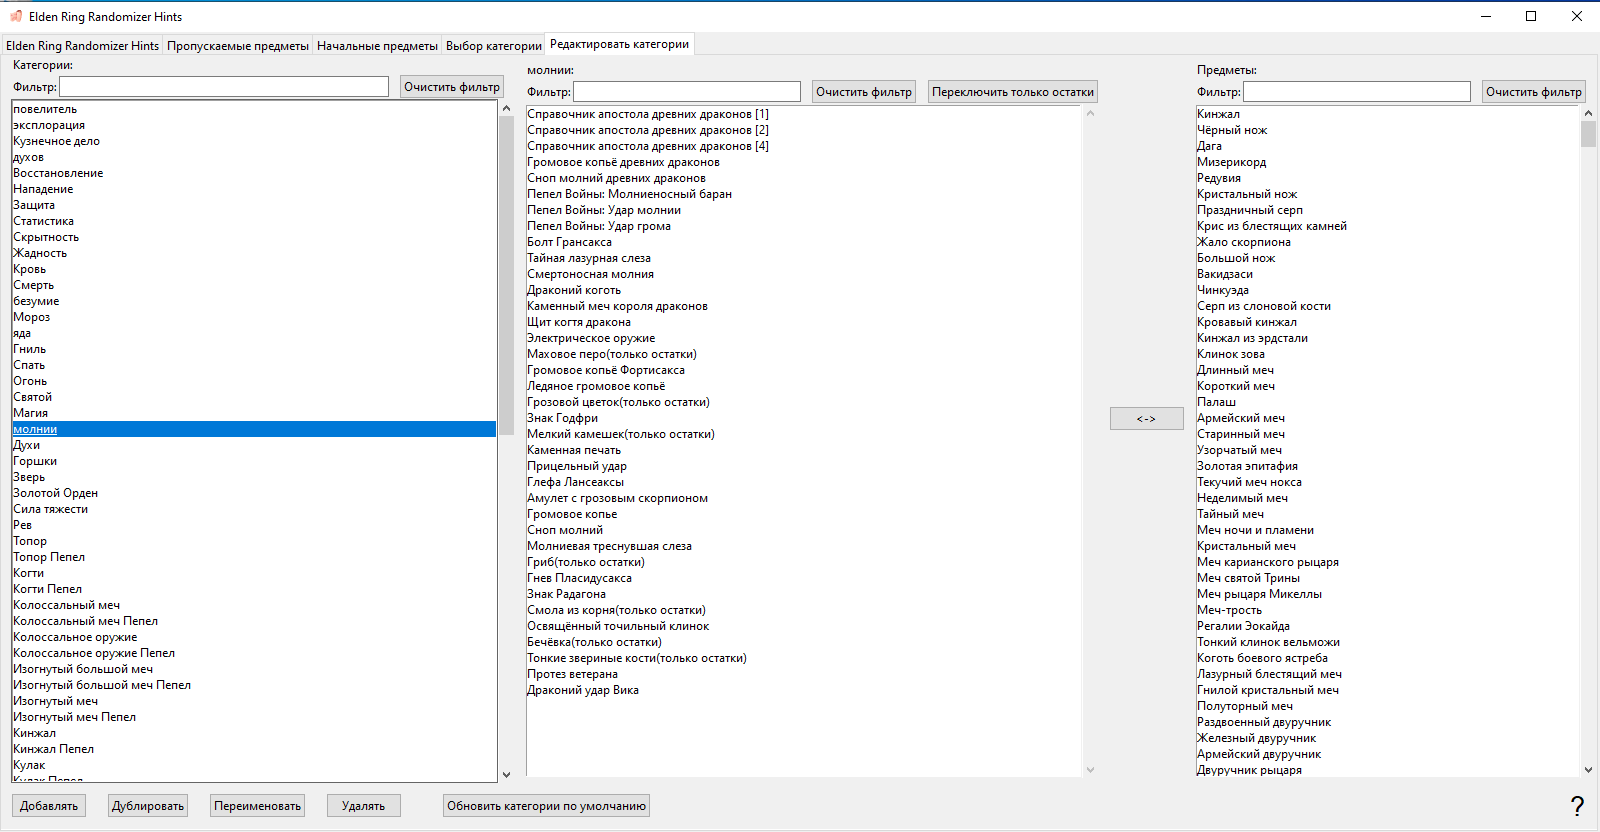 Elden Ring Randomizer Hints
Elden Ring Randomizer Hints Пропускаемые предметы Начальные предметы Выбор категории Редактировать категории
Категории:
Фильтр: Очистить фильтр
повелитель
эксплорация
Кузнечное дело
духов
Восстановление
Нападение
Защита
Статистика
Скрытность
Жадность
Кровь
Смерть
безумие
Мороз
яда
Гниль
Спать
Огонь
Святой
Магия
молнии
Духи
Горшки
Зверь
Золотой Орден
Сила тяжести
Рев
Топор
Топор Пепел
Когти
Когти Пепел
Колоссальный меч
Колоссальный меч Пепел
Колоссальное оружие
Колоссальное оружие Пепел
Изогнутый большой меч
Изогнутый большой меч Пепел
Изогнутый меч
Изогнутый меч Пепел
Кинжал
Кинжал Пепел
Кулак
Кулак Пепел
молнии:
Фильтр: Очистить фильтр Переключить только остатки
Справочник апостола древних драконов [1]
Справочник апостола древних драконов [2]
Справочник апостола древних драконов [4]
Громовое копьё древних драконов
Сноп молний древних драконов
Пепел Войны: Молниеносный баран
Пепел Войны: Удар молнии
Пепел Войны: Удар грома
Болт Грансакса
Тайная лазурная слеза
Смертоносная молния
Драконий коготь
Каменный меч короля драконов
Щит когтя дракона
Электрическое оружие
Маховое перо(только остатки)
Громовое копьё Фортисакса
Ледяное громовое копьё
Грозовой цветок(только остатки)
Знак Годфри
Мелкий камешек(только остатки)
Каменная печать
Прицельный удар
Глефа Лансеаксы
Амулет с грозовым скорпионом
Громовое копье
Сноп молний
Молниевая треснувшая слеза
Гриб(только остатки)
Гнев Пласидусакса
Знак Радагона
Смола из корня(только остатки)
Освящённый точильный клинок
Бечёвка(только остатки)
Тонкие звериные кости(только остатки)
Протез ветерана
Драконий удар Вика
<->
Предметы:
Фильтр: Очистить фильтр
Кинжал
Чёрный нож
Дага
Мизерикорд
Редувия
Кристальный нож
Праздничный серп
Крис из блестящих камней
Жало скорпиона
Большой нож
Вакидзаси
Чинкуэда
Серп из слоновой кости
Кровавый кинжал
Кинжал из эрдстали
Клинок зова
Длинный меч
Короткий меч
Палаш
Армейский меч
Старинный меч
Узорчатый меч
Золотая эпитафия
Текучий меч нокса
Неделимый меч
Тайный меч
Меч ночи и пламени
Кристальный меч
Меч карианского рыцаря
Меч святой Трины
Меч рыцаря Микеллы
Меч-трость
Регалии Эокайда
Тонкий клинок вельможи
Коготь боевого ястреба
Лазурный блестящий меч
Гнилой кристальный меч
Полуторный меч
Раздвоенный двуручник
Железный двуручник
Армейский двуручник
Двуручник рыцаря
Добавлять Дублировать Переименовать Удалять Обновить категории по умолчанию ?